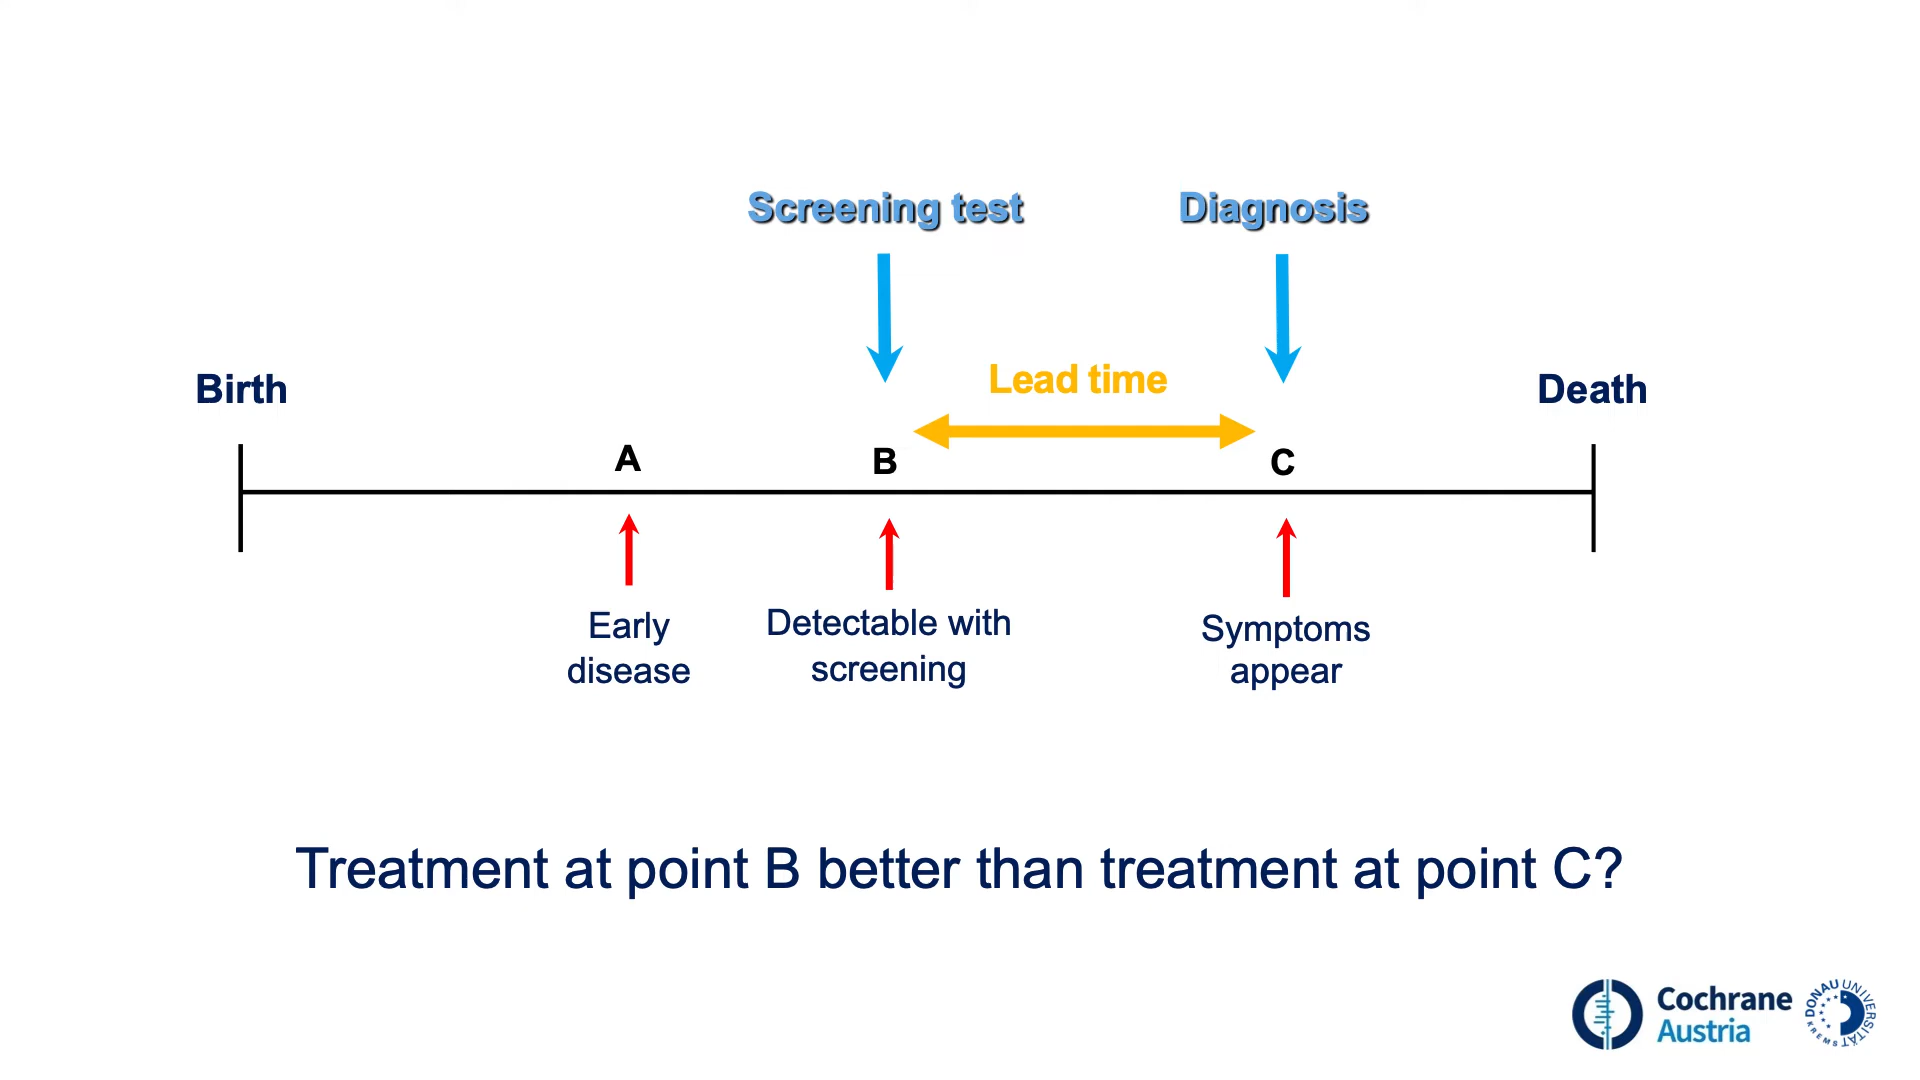 Screening test
Diagnosis
Lead time
Birth
Death
A
B
C
Early
disease
Detectable with
screening
Symptoms
appear
Treatment at point B better than treatment at point C?
Cochrane
Austria
DONAU UNIVERSITÄT
KREMS